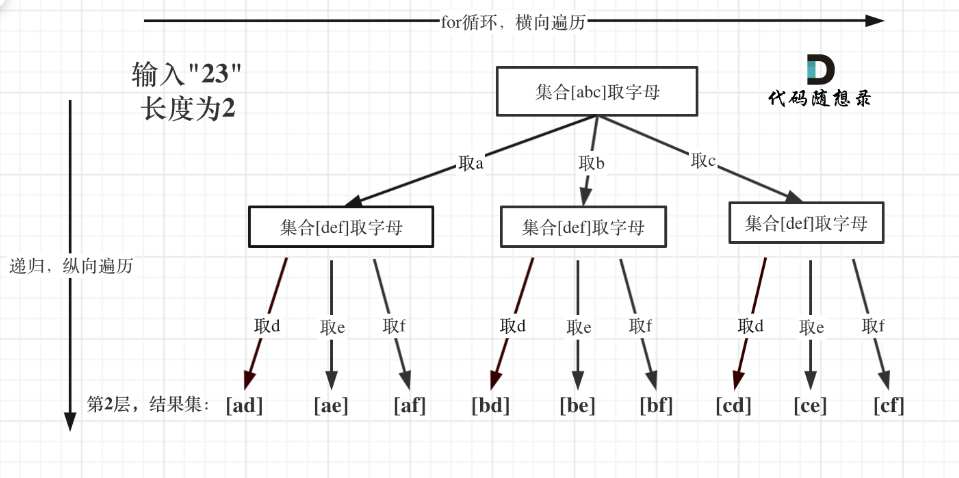 for循环，横向遍历
输入"23"
长度为2
集合[abc]取字母
代码随想录
取a
取b
取c
集合[def]取字母
集合[def]取字母
集合[def]取字母
递归，纵向遍历
取d
取e
取f
取d
取e
取f
取d
取e
取f
第2层，结果集：
[ad]
[ae]
[af]
[bd]
[be]
[bf]
[cd]
[ce]
[cf]